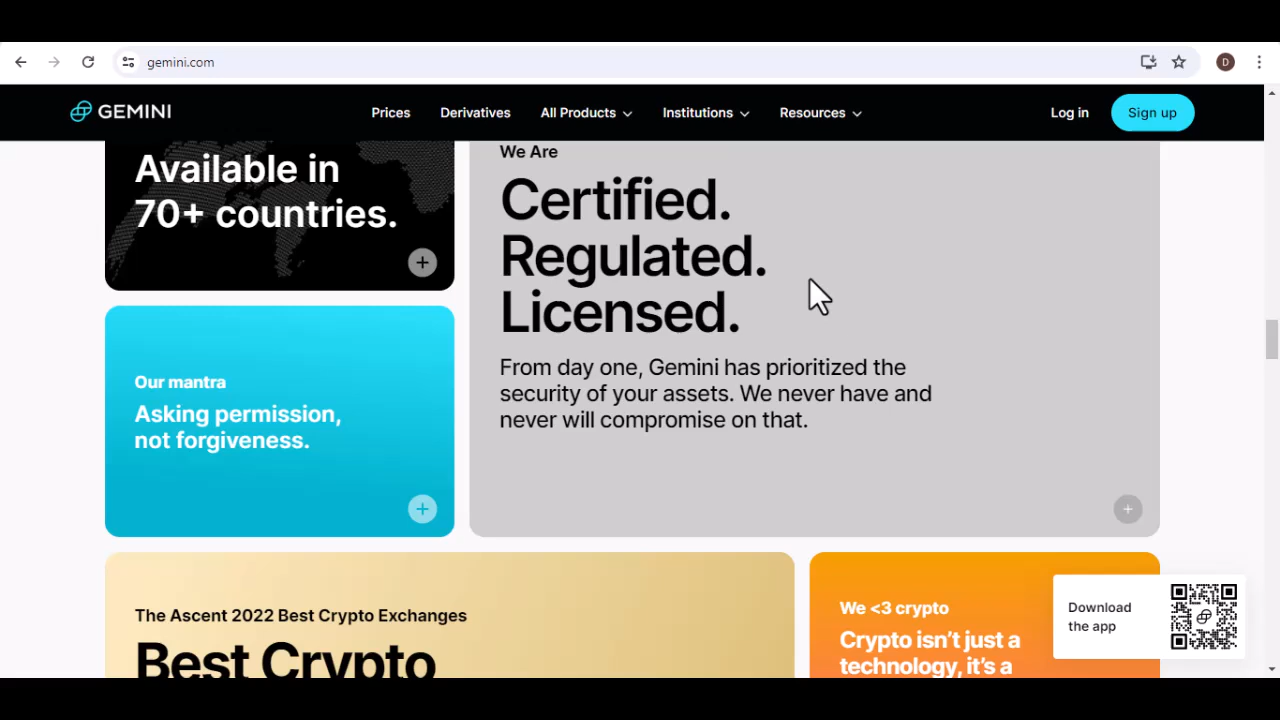 gemini.com
D
GEMINI
Prices
Derivatives
All Products
Institutions
Resources
Log in
Sign up
Available in
70+ countries.
We Are
Certified.
Regulated.
Licensed.
From day one, Gemini has prioritized the
security of your assets. We never have and
never will compromise on that.
Our mantra
Asking permission,
not forgiveness.
The Ascent 2022 Best Crypto Exchanges
Best Crypto
We <3 crypto
Crypto isn't just a
technology, it's a
Download
the app